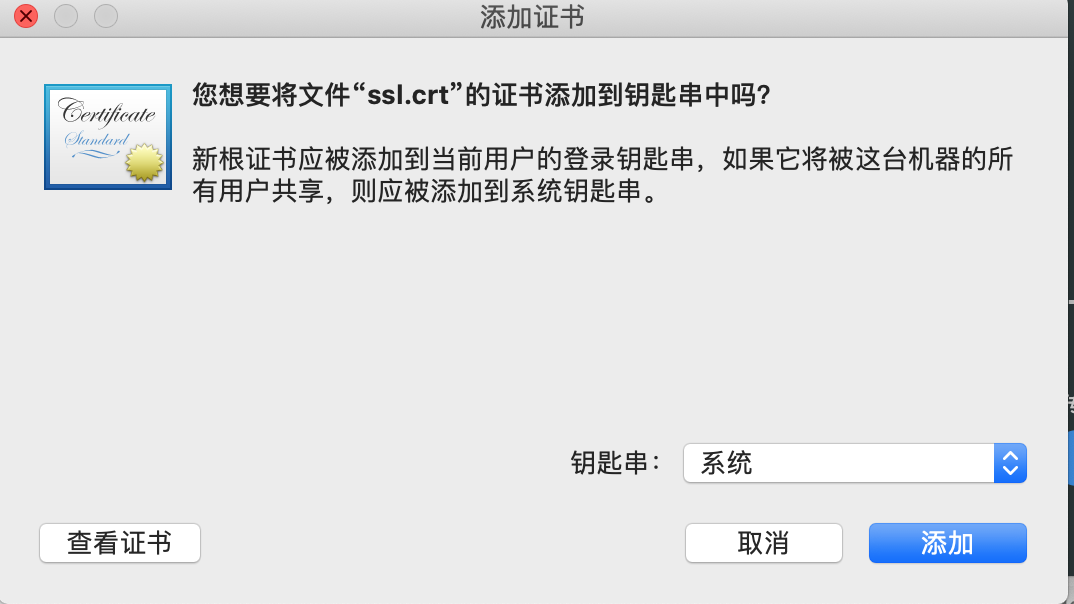 添加证书
Certificate
Standard
您想要将文件“ssl.crt”的证书添加到钥匙串中吗？
新根证书应被添加到当前用户的登录钥匙串，如果它将被这台机器的所
有用户共享，则应被添加到系统钥匙串。
钥匙串： 系统
查看证书 取消 添加